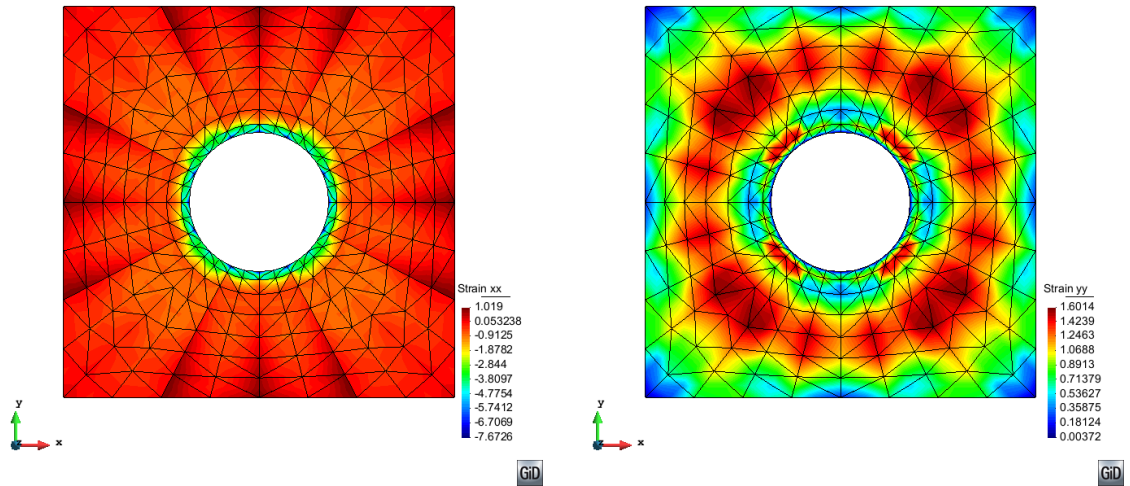 Strain xx
1.019
0.053238
-0.9125
-1.8782
-2.844
-3.8097
-4.7754
-5.7412
-6.7069
-7.6726
y
z
x
GiD
Strain yy
1.6014
1.4239
1.2463
1.0688
0.8913
0.71379
0.53627
0.35875
0.18124
0.00372
y
z
x
GiD